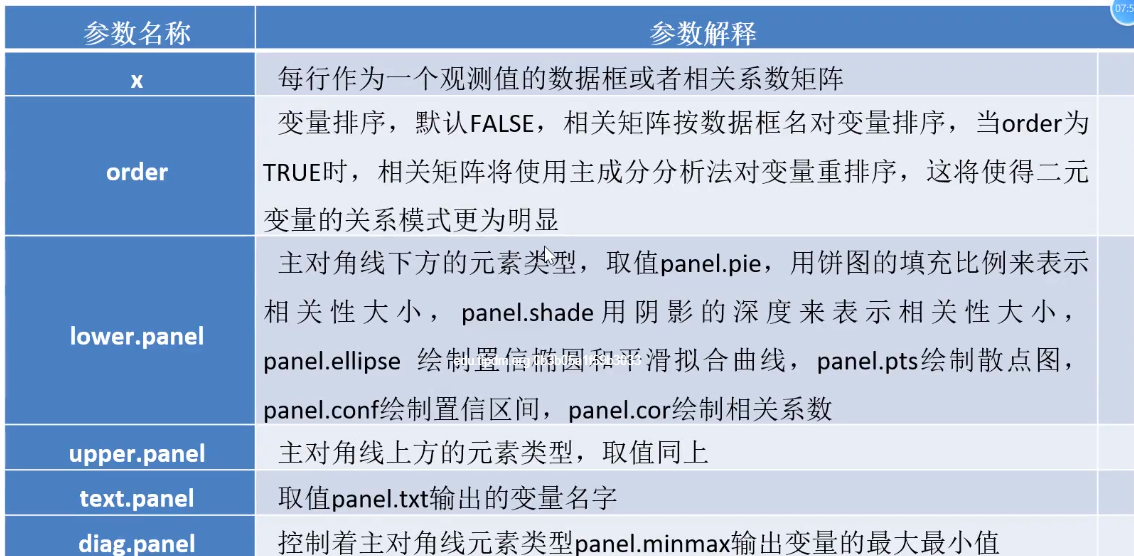 07:5
参数名称 参数解释
x 每行作为一个观测值的数据框或者相关系数矩阵
变量排序，默认FALSE，相关矩阵按数据框名对变量排序，当order为
order TRUE时，相关矩阵将使用主成分分析法对变量重排序，这将使得二元
变量的关系模式更为明显
主对角线下方的元素类型，取值panel.pie，用饼图的填充比例来表示
相关性大小，panel.shade用阴影的深度来表示相关性大小，
lower.panel
panel.ellipse 绘制置信椭圆和平滑拟合曲线，panel.pts绘制散点图，
panel.conf绘制置信区间，panel.cor绘制相关系数
upper.panel 主对角线上方的元素类型，取值同上
text.panel 取值panel.txt输出的变量名字
diag.panel 控制着主对角线元素类型panel.minmax输出变量的最大最小值